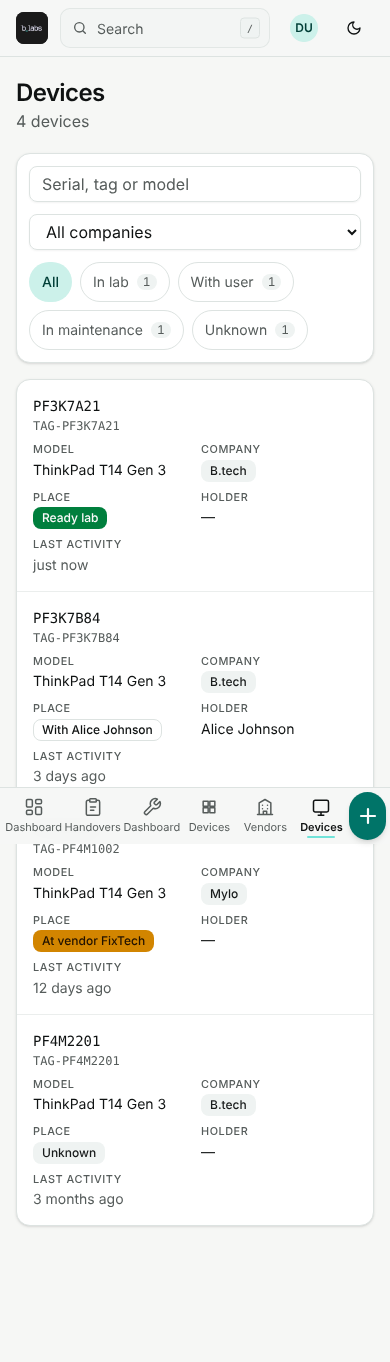 b_labs
Search
/
DU
Devices
4 devices
Serial, tag or model
All companies
All
In lab 1
With user 1
In maintenance 1
Unknown 1
PF3K7A21
TAG-PF3K7A21
MODEL
COMPANY
ThinkPad T14 Gen 3
B.tech
PLACE
HOLDER
Ready lab
—
LAST ACTIVITY
just now
PF3K7B84
TAG-PF3K7B84
MODEL
COMPANY
ThinkPad T14 Gen 3
B.tech
PLACE
HOLDER
With Alice Johnson
Alice Johnson
LAST ACTIVITY
3 days ago
Dashboard
Handovers
Dashboard
Devices
Vendors
Devices
TAG-PF4M1002
MODEL
COMPANY
ThinkPad T14 Gen 3
Mylo
PLACE
HOLDER
At vendor FixTech
—
LAST ACTIVITY
12 days ago
PF4M2201
TAG-PF4M2201
MODEL
COMPANY
ThinkPad T14 Gen 3
B.tech
PLACE
HOLDER
Unknown
—
LAST ACTIVITY
3 months ago